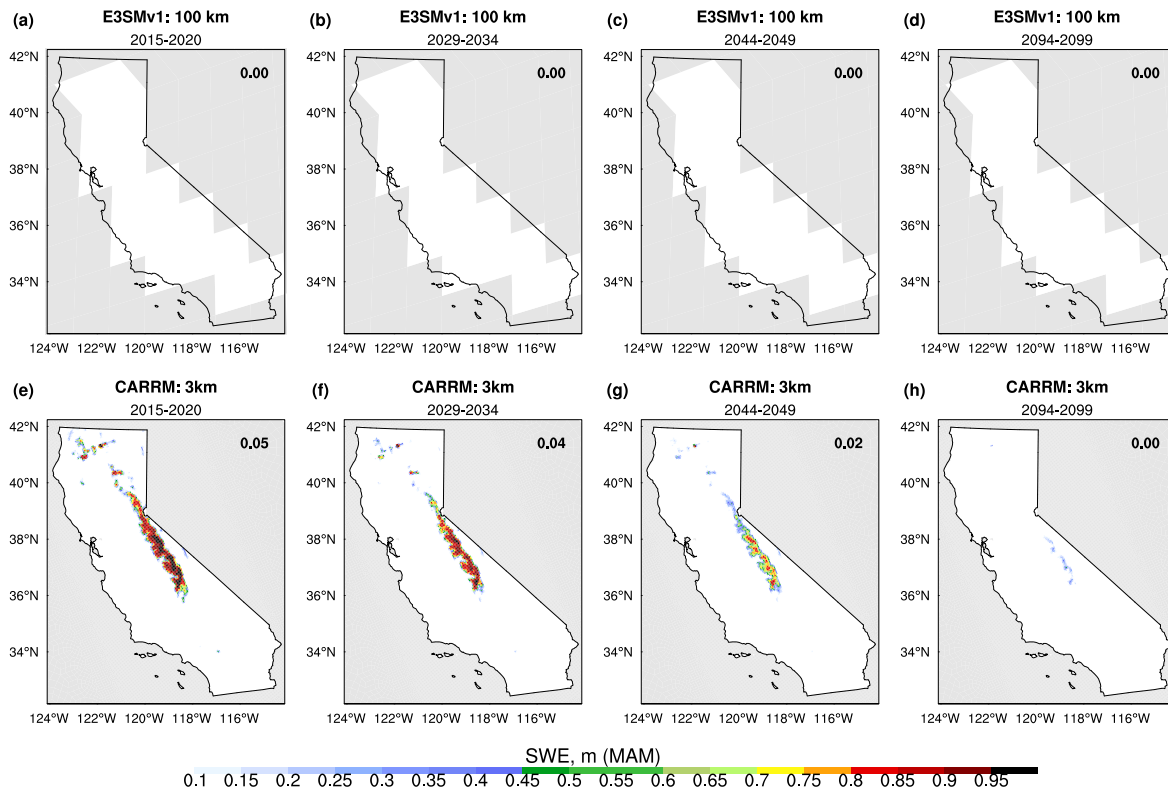 (a) E3SMv1: 100 km (b) E3SMv1: 100 km (c) E3SMv1: 100 km (d) E3SMv1: 100 km
2015-2020 2029-2034 2044-2049 2094-2099
42°N 42°N 42°N 42°N
0.00 0.00 0.00 0.00
40°N 40°N 40°N 40°N
38°N 38°N 38°N 38°N
36°N 36°N 36°N 36°N
34°N 34°N 34°N 34°N
124°W 122°W 120°W 118°W 116°W 124°W 122°W 120°W 118°W 116°W 124°W 122°W 120°W 118°W 116°W 124°W 122°W 120°W 118°W 116°W
(e) CARRM: 3km (f) CARRM: 3km (g) CARRM: 3km (h) CARRM: 3km
2015-2020 2029-2034 2044-2049 2094-2099
42°N 42°N 42°N 42°N
0.05 0.04 0.02 0.00
40°N 40°N 40°N 40°N
38°N 38°N 38°N 38°N
36°N 36°N 36°N 36°N
34°N 34°N 34°N 34°N
124°W 122°W 120°W 118°W 116°W 124°W 122°W 120°W 118°W 116°W 124°W 122°W 120°W 118°W 116°W 124°W 122°W 120°W 118°W 116°W
SWE, m (MAM)
0.1 0.15 0.2 0.25 0.3 0.35 0.4 0.45 0.5 0.55 0.6 0.65 0.7 0.75 0.8 0.85 0.9 0.95